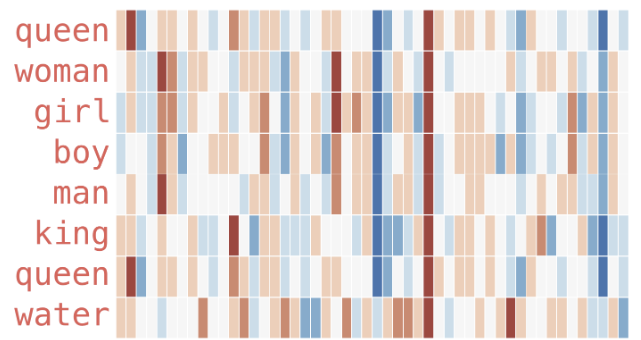 queen
woman
girl
boy
man
king
queen
water